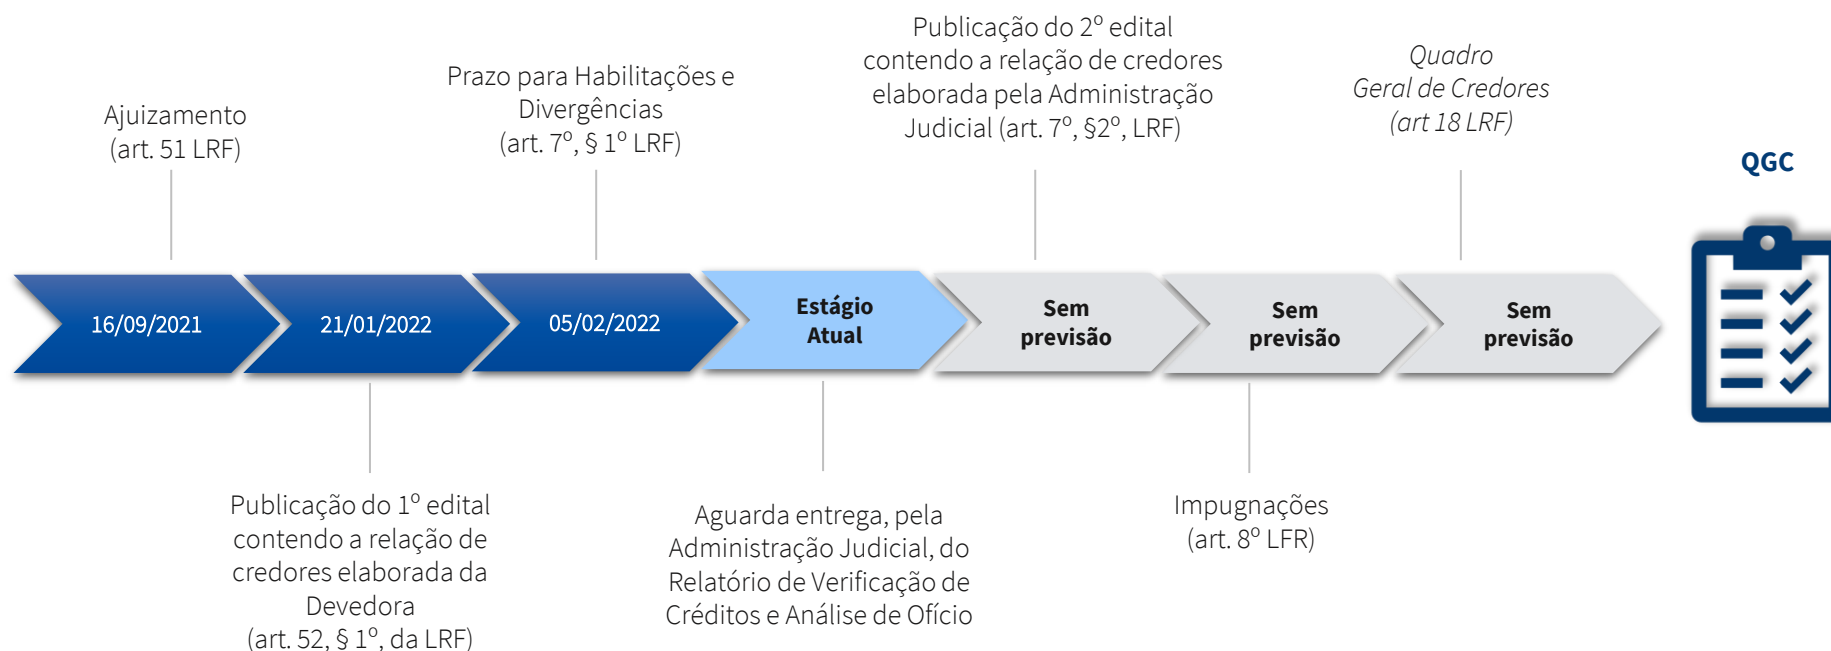 Ajuizamento
(art. 51 LRF)
Prazo para Habilitações e
Divergências
(art. 7º, § 1º LRF)
Publicação do 2º edital
contendo a relação de credores
elaborada pela Administração
Judicial (art. 7º, §2º, LRF)
Quadro
Geral de Credores
(art 18 LRF)
QGC
16/09/2021
21/01/2022
05/02/2022
Estágio
Atual
Sem
previsão
Sem
previsão
Sem
previsão
Publicação do 1º edital
contendo a relação de
credores elaborada da
Devedora
(art. 52, § 1º, da LRF)
Aguarda entrega, pela
Administração Judicial, do
Relatório de Verificação de
Créditos e Análise de Ofício
Impugnações
(art. 8º LFR)